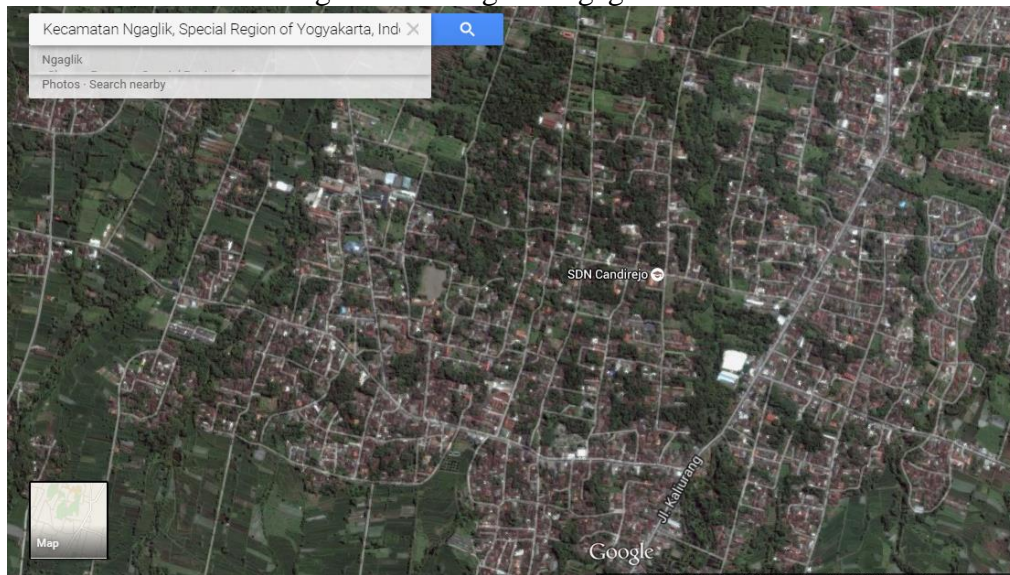 Kecamatan Ngaglik, Special Region of Yogyakarta, Ind
Ngaglik
Photos · Search nearby
SDN Candirejo
Jl. Kaliurang
Map
Google